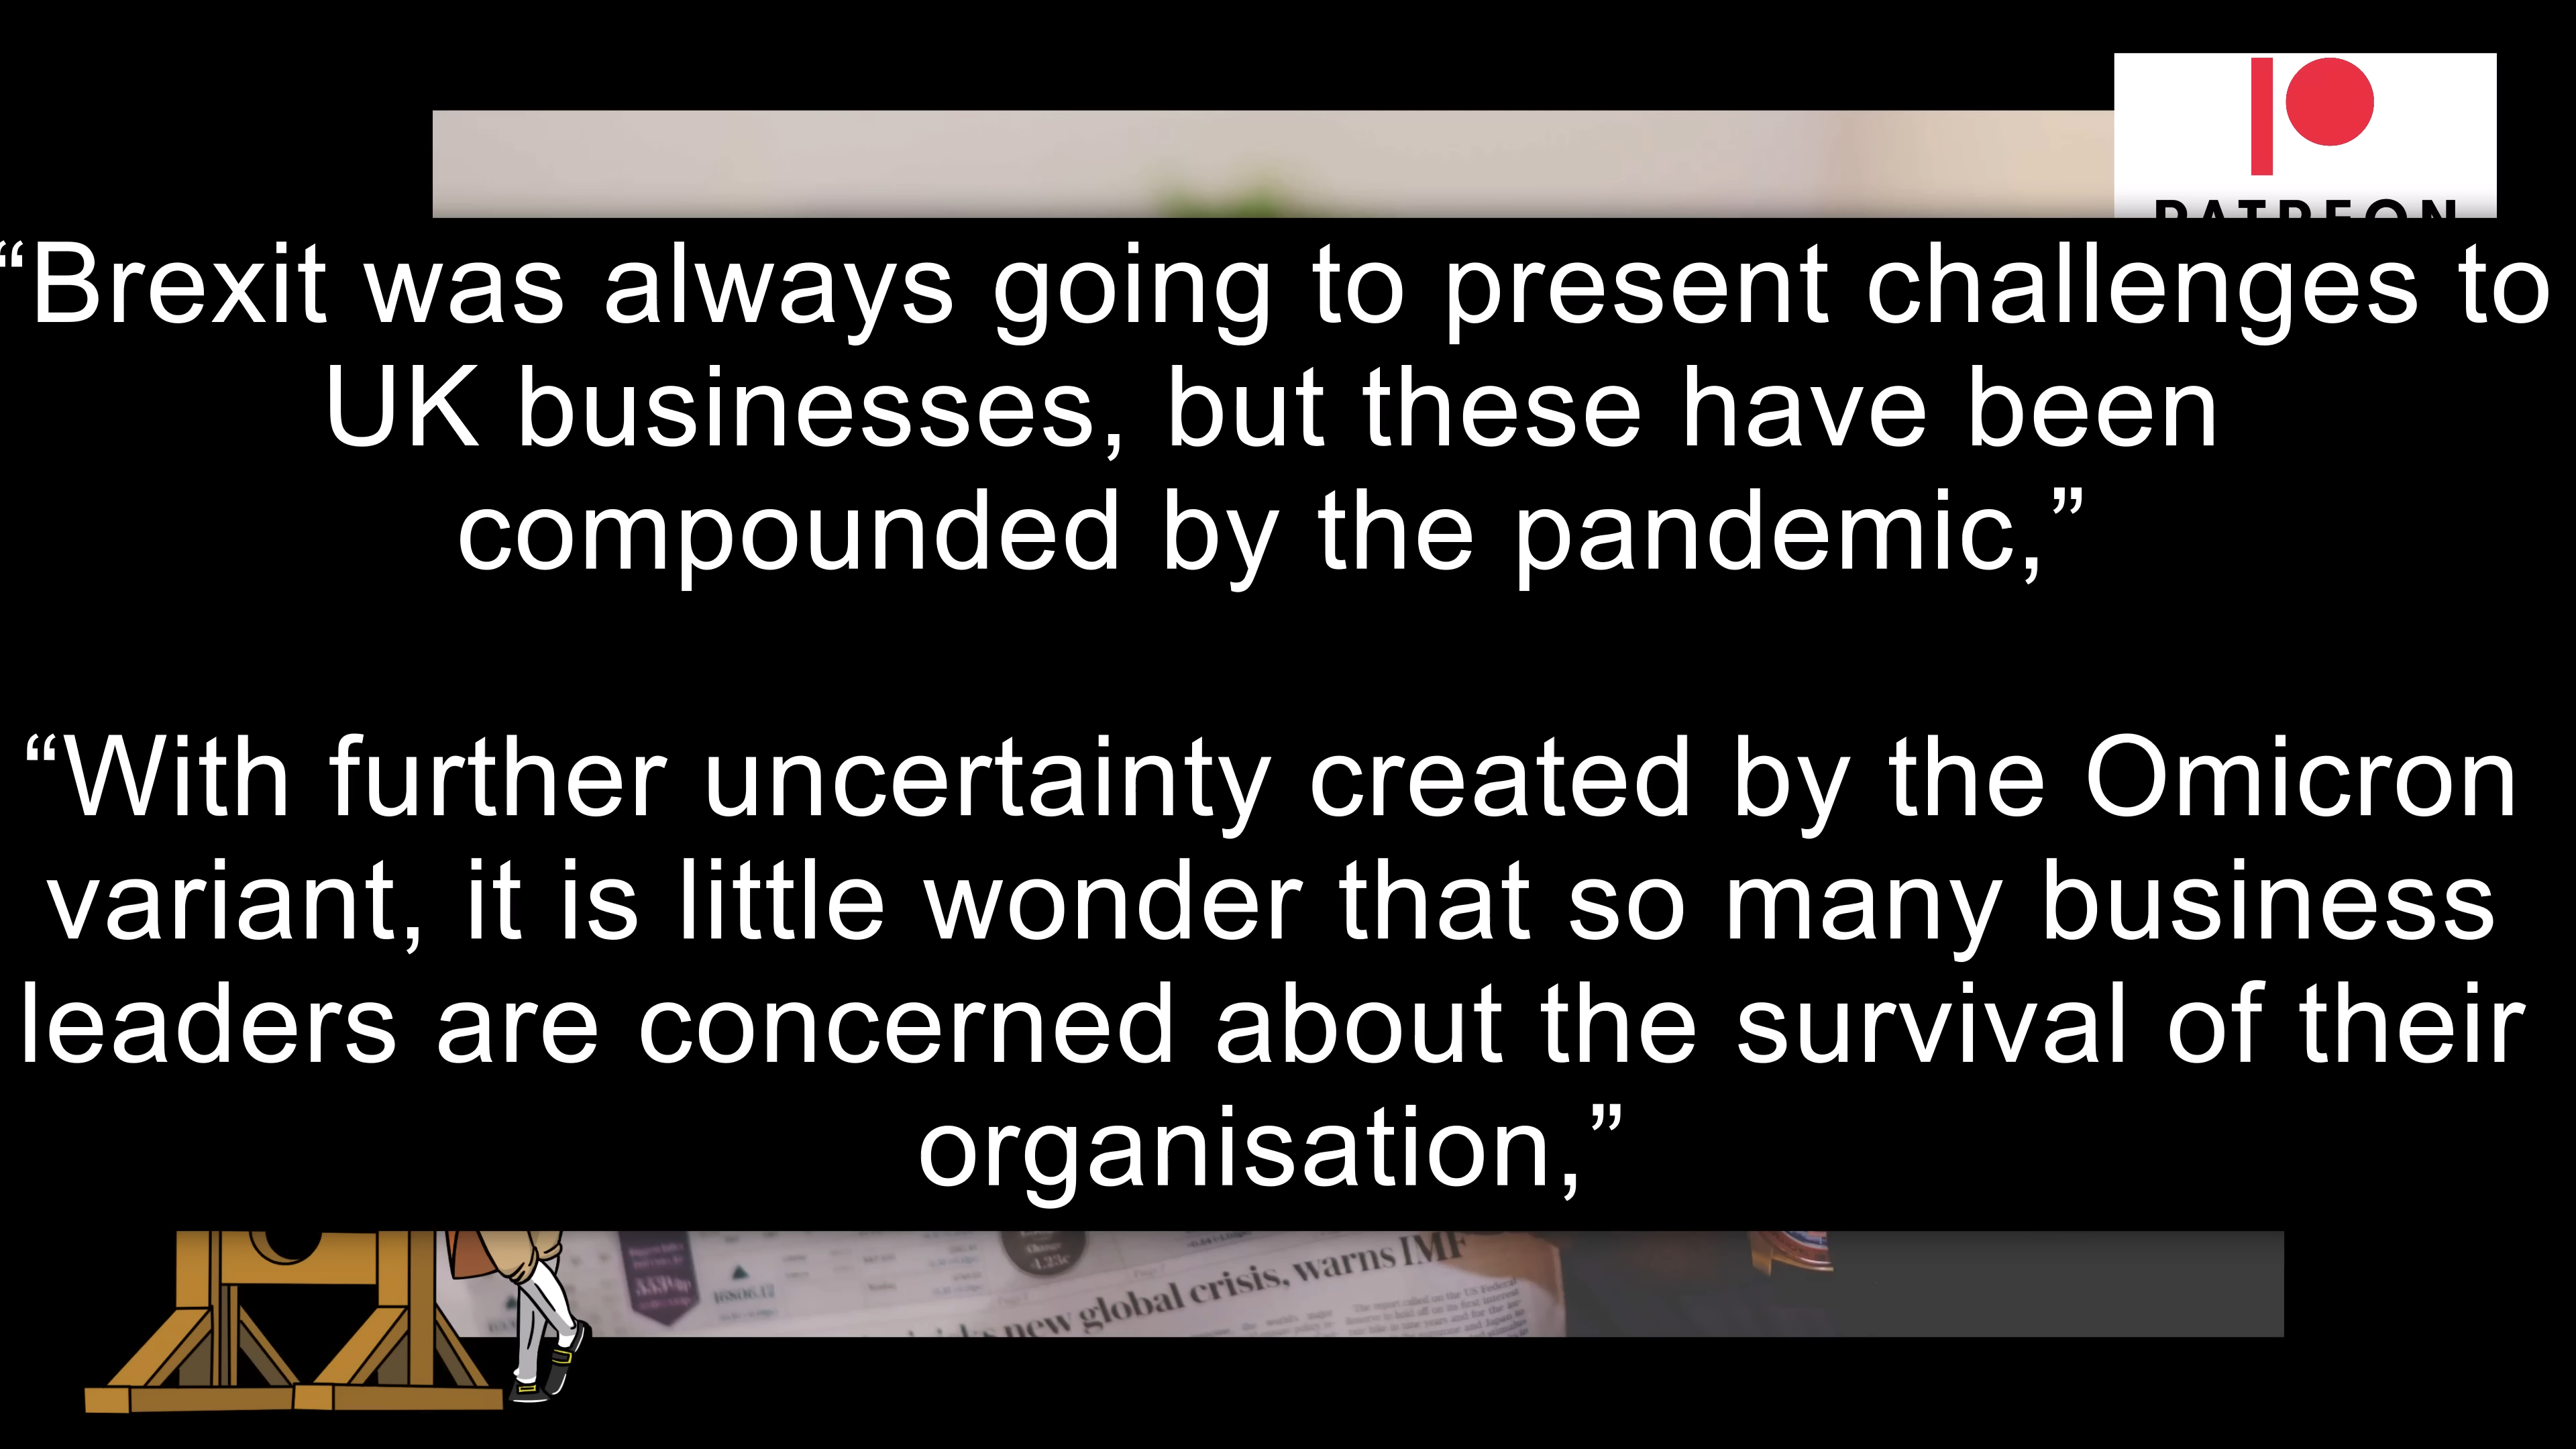 PATREON
“Brexit was always going to present challenges to
UK businesses, but these have been
compounded by the pandemic,”
“With further uncertainty created by the Omicron
variant, it is little wonder that so many business
leaders are concerned about the survival of their
organisation,”
new global crisis, warns IMF